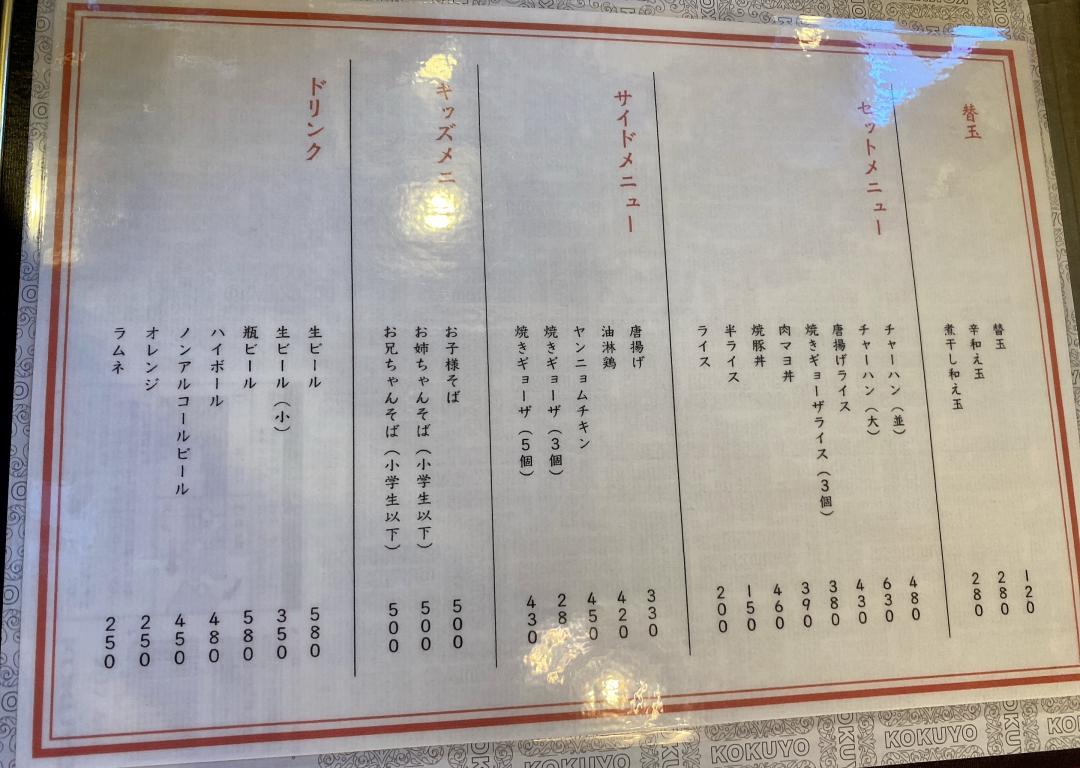 替玉
替玉 120
辛和え玉 280
煮干し和え玉 280
セットメニュー
チャーハン（並） 480
チャーハン（大） 630
唐揚げライス 430
焼きギョーザライス（3個） 380
肉マヨ丼 390
焼豚丼 460
半ライス 150
ライス 200
サイドメニュー
唐揚げ 330
油淋鶏 420
ヤンニョムチキン 450
焼きギョーザ（3個） 28
焼きギョーザ（5個） 430
キッズメニ
お子様そば 500
お姉ちゃんそば（小学生以下） 500
お兄ちゃんそば（小学生以下） 500
ドリンク
生ビール 580
生ビール（小） 350
瓶ビール 580
ハイボール 480
ノンアルコールビール 450
オレンジ 250
ラムネ 250
KOKUYO
KOKUYO
KOKUYO